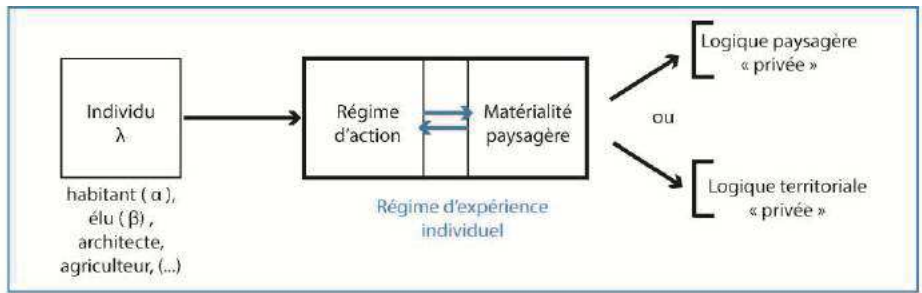 Individu
λ
habitant ( α ),
élu ( β ) ,
architecte,
agriculteur, (...)
Régime
d'action
Matérialité
paysagère
Régime d'expérience
individuel
Logique paysagère
« privée »
ou
Logique territoriale
« privée »